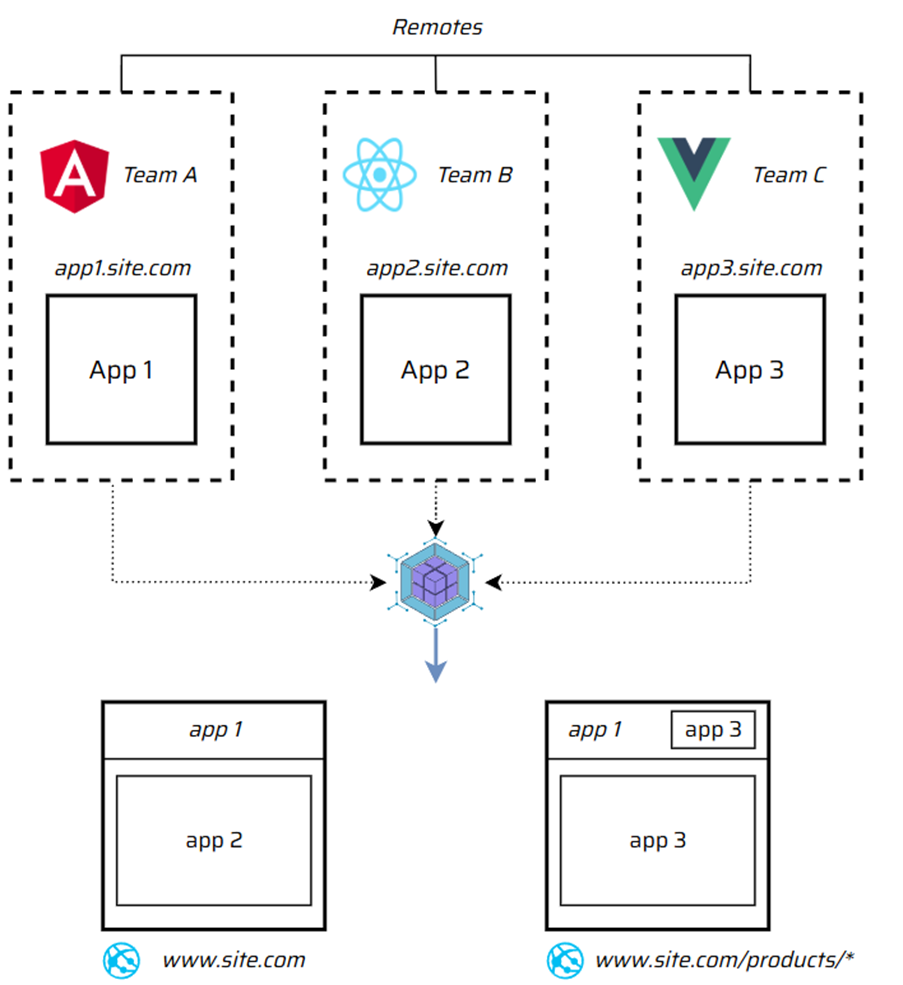 Remotes
Team A
Team B
Team C
app1.site.com
app2.site.com
app3.site.com
App 1
App 2
App 3
app 1
app 2
www.site.com
app 1
app 3
app 3
www.site.com/products/*